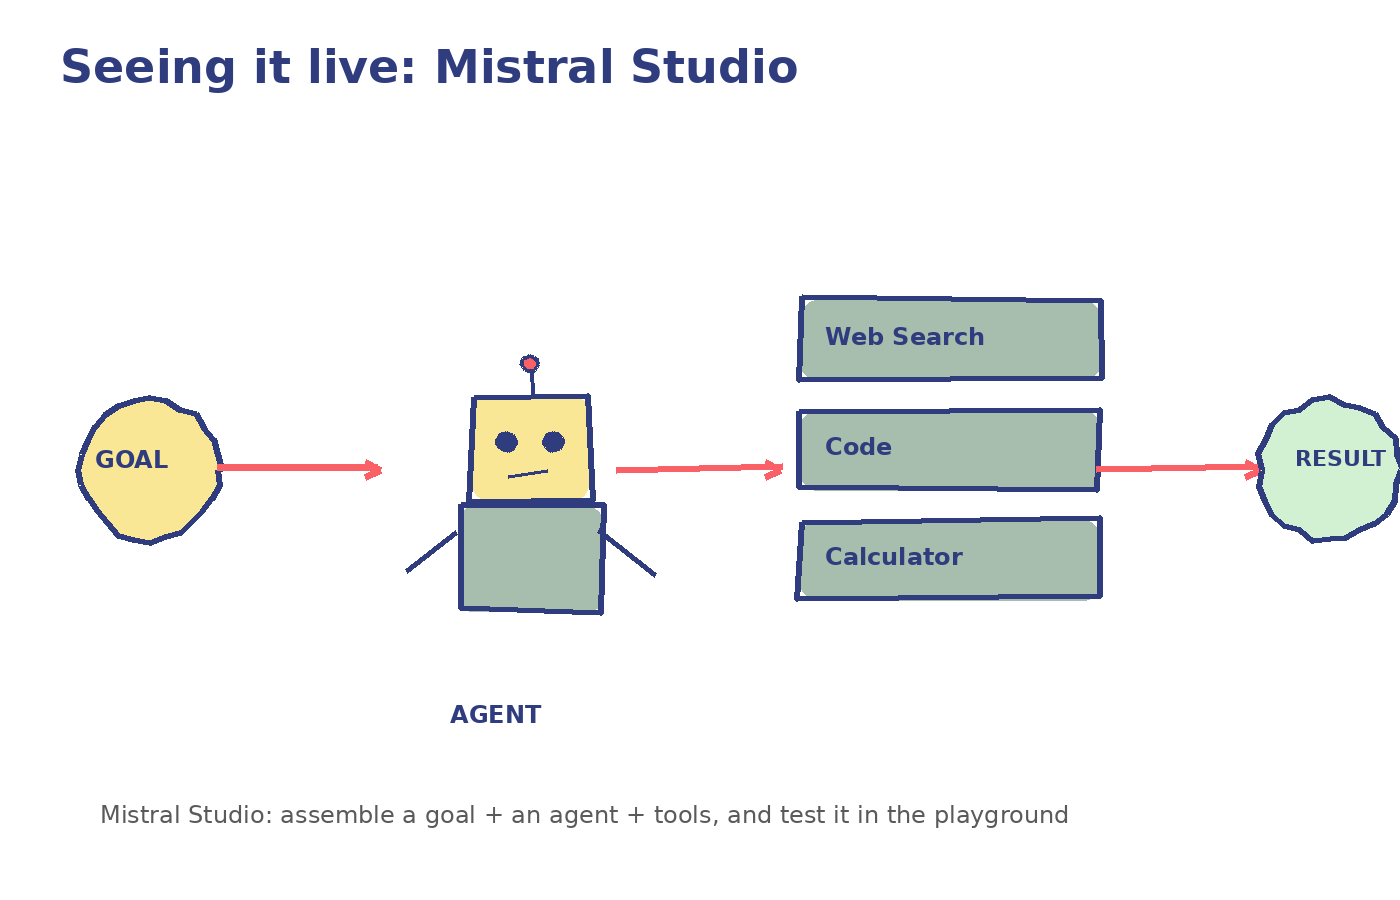 Seeing it live: Mistral Studio
Web Search
Code
GOAL
RESULT
Calculator
AGENT
Mistral Studio: assemble a goal + an agent + tools, and test it in the playground